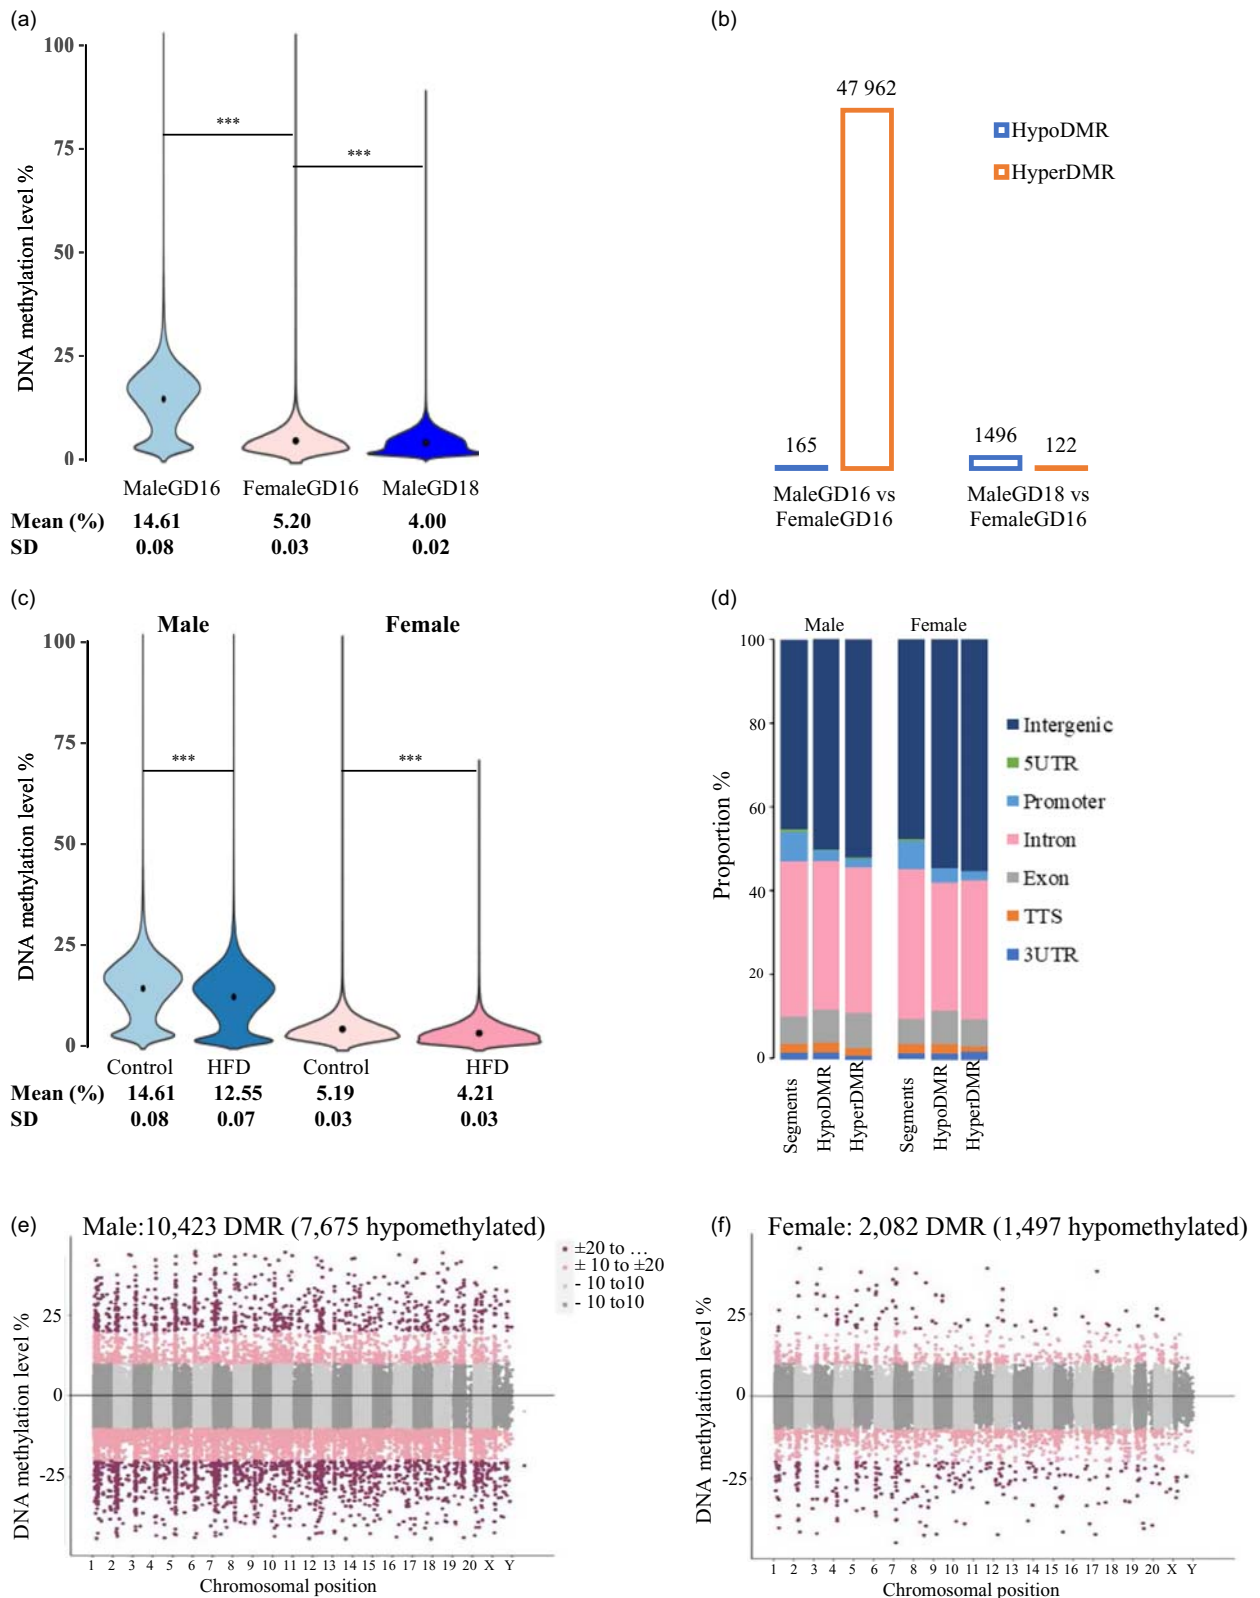 (a)
100
75
50
25
0
DNA methylation level %
***
***
MaleGD16 FemaleGD16 MaleGD18
Mean (%) 14.61 5.20 4.00
SD 0.08 0.03 0.02
(b)
47 962
165
1496
122
HypoDMR
HyperDMR
MaleGD16 vs
FemaleGD16
MaleGD18 vs
FemaleGD16
(c)
Male Female
100
75
50
25
0
DNA methylation level %
***
***
Control HFD Control HFD
Mean (%) 14.61 12.55 5.19 4.21
SD 0.08 0.07 0.03 0.03
(d)
Male Female
100
80
60
40
20
0
Proportion %
Segments
HypoDMR
HyperDMR
Segments
HypoDMR
HyperDMR
Intergenic
5UTR
Promoter
Intron
Exon
TTS
3UTR
(e)
Male:10,423 DMR (7,675 hypomethylated)
±20 to ...
± 10 to ±20
- 10 to10
- 10 to10
25
0
-25
DNA methylation level %
1 2 3 4 5 6 7 8 9 10 11 12 13 14 15 16 17 18 19 20 X Y
Chromosomal position
(f)
Female: 2,082 DMR (1,497 hypomethylated)
25
0
-25
DNA methylation level %
1 2 3 4 5 6 7 8 9 10 11 12 13 14 15 16 17 18 19 20 X Y
Chromosomal position